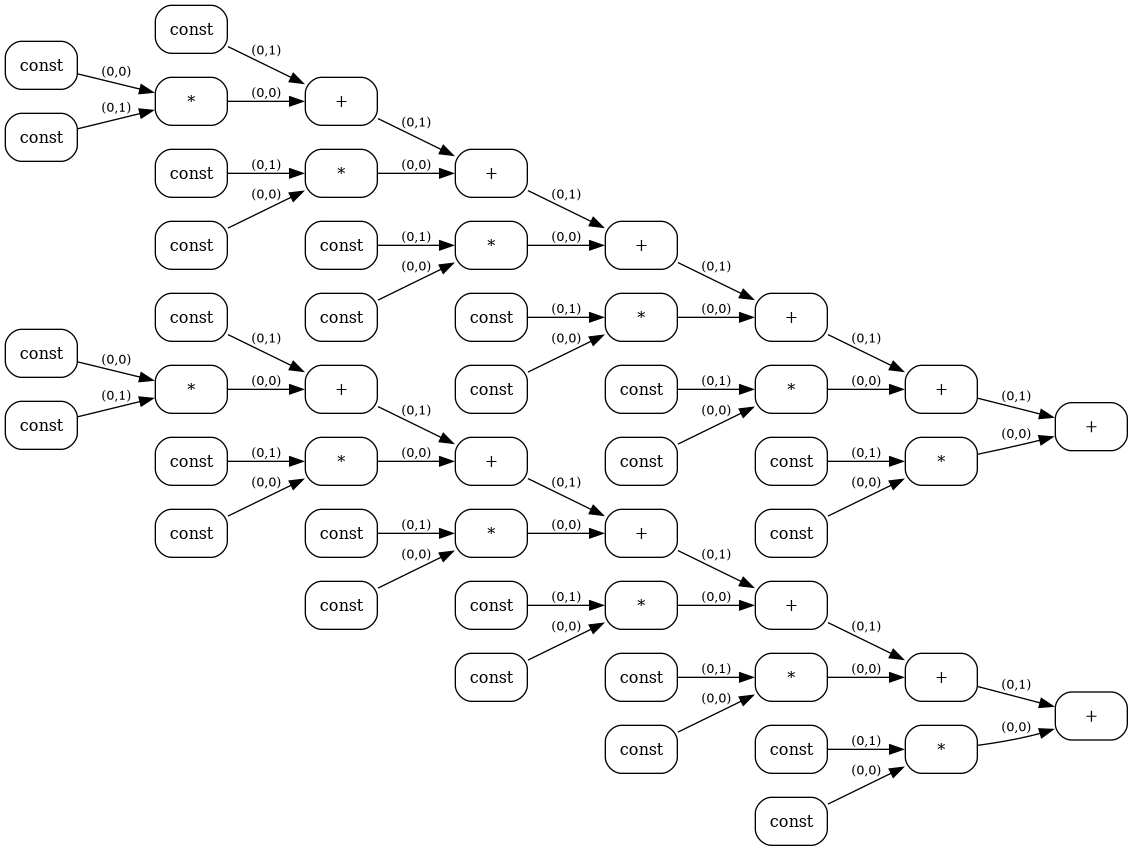 const
(0,1)
const
(0,0)
* (0,0) +
(0,1)
(0,1)
const
const (0,1) * (0,0) +
(0,0)
(0,1)
const
const (0,1) * (0,0) +
(0,0)
(0,1)
const
const
const (0,1) * (0,0) +
(0,1)
(0,0)
(0,1)
const
(0,0)
* (0,0) +
const
const (0,1) * (0,0) +
(0,1)
(0,1)
(0,0)
(0,1)
const
+
const (0,1) * (0,0) +
const
const (0,1) *
(0,0)
(0,0)
(0,1)
(0,0)
const
const (0,1) * (0,0) +
const
(0,0)
(0,1)
const
const (0,1) * (0,0) +
(0,0)
(0,1)
const
const (0,1) * (0,0) +
(0,1)
(0,0)
+
(0,0)
const
const (0,1) *
(0,0)
const